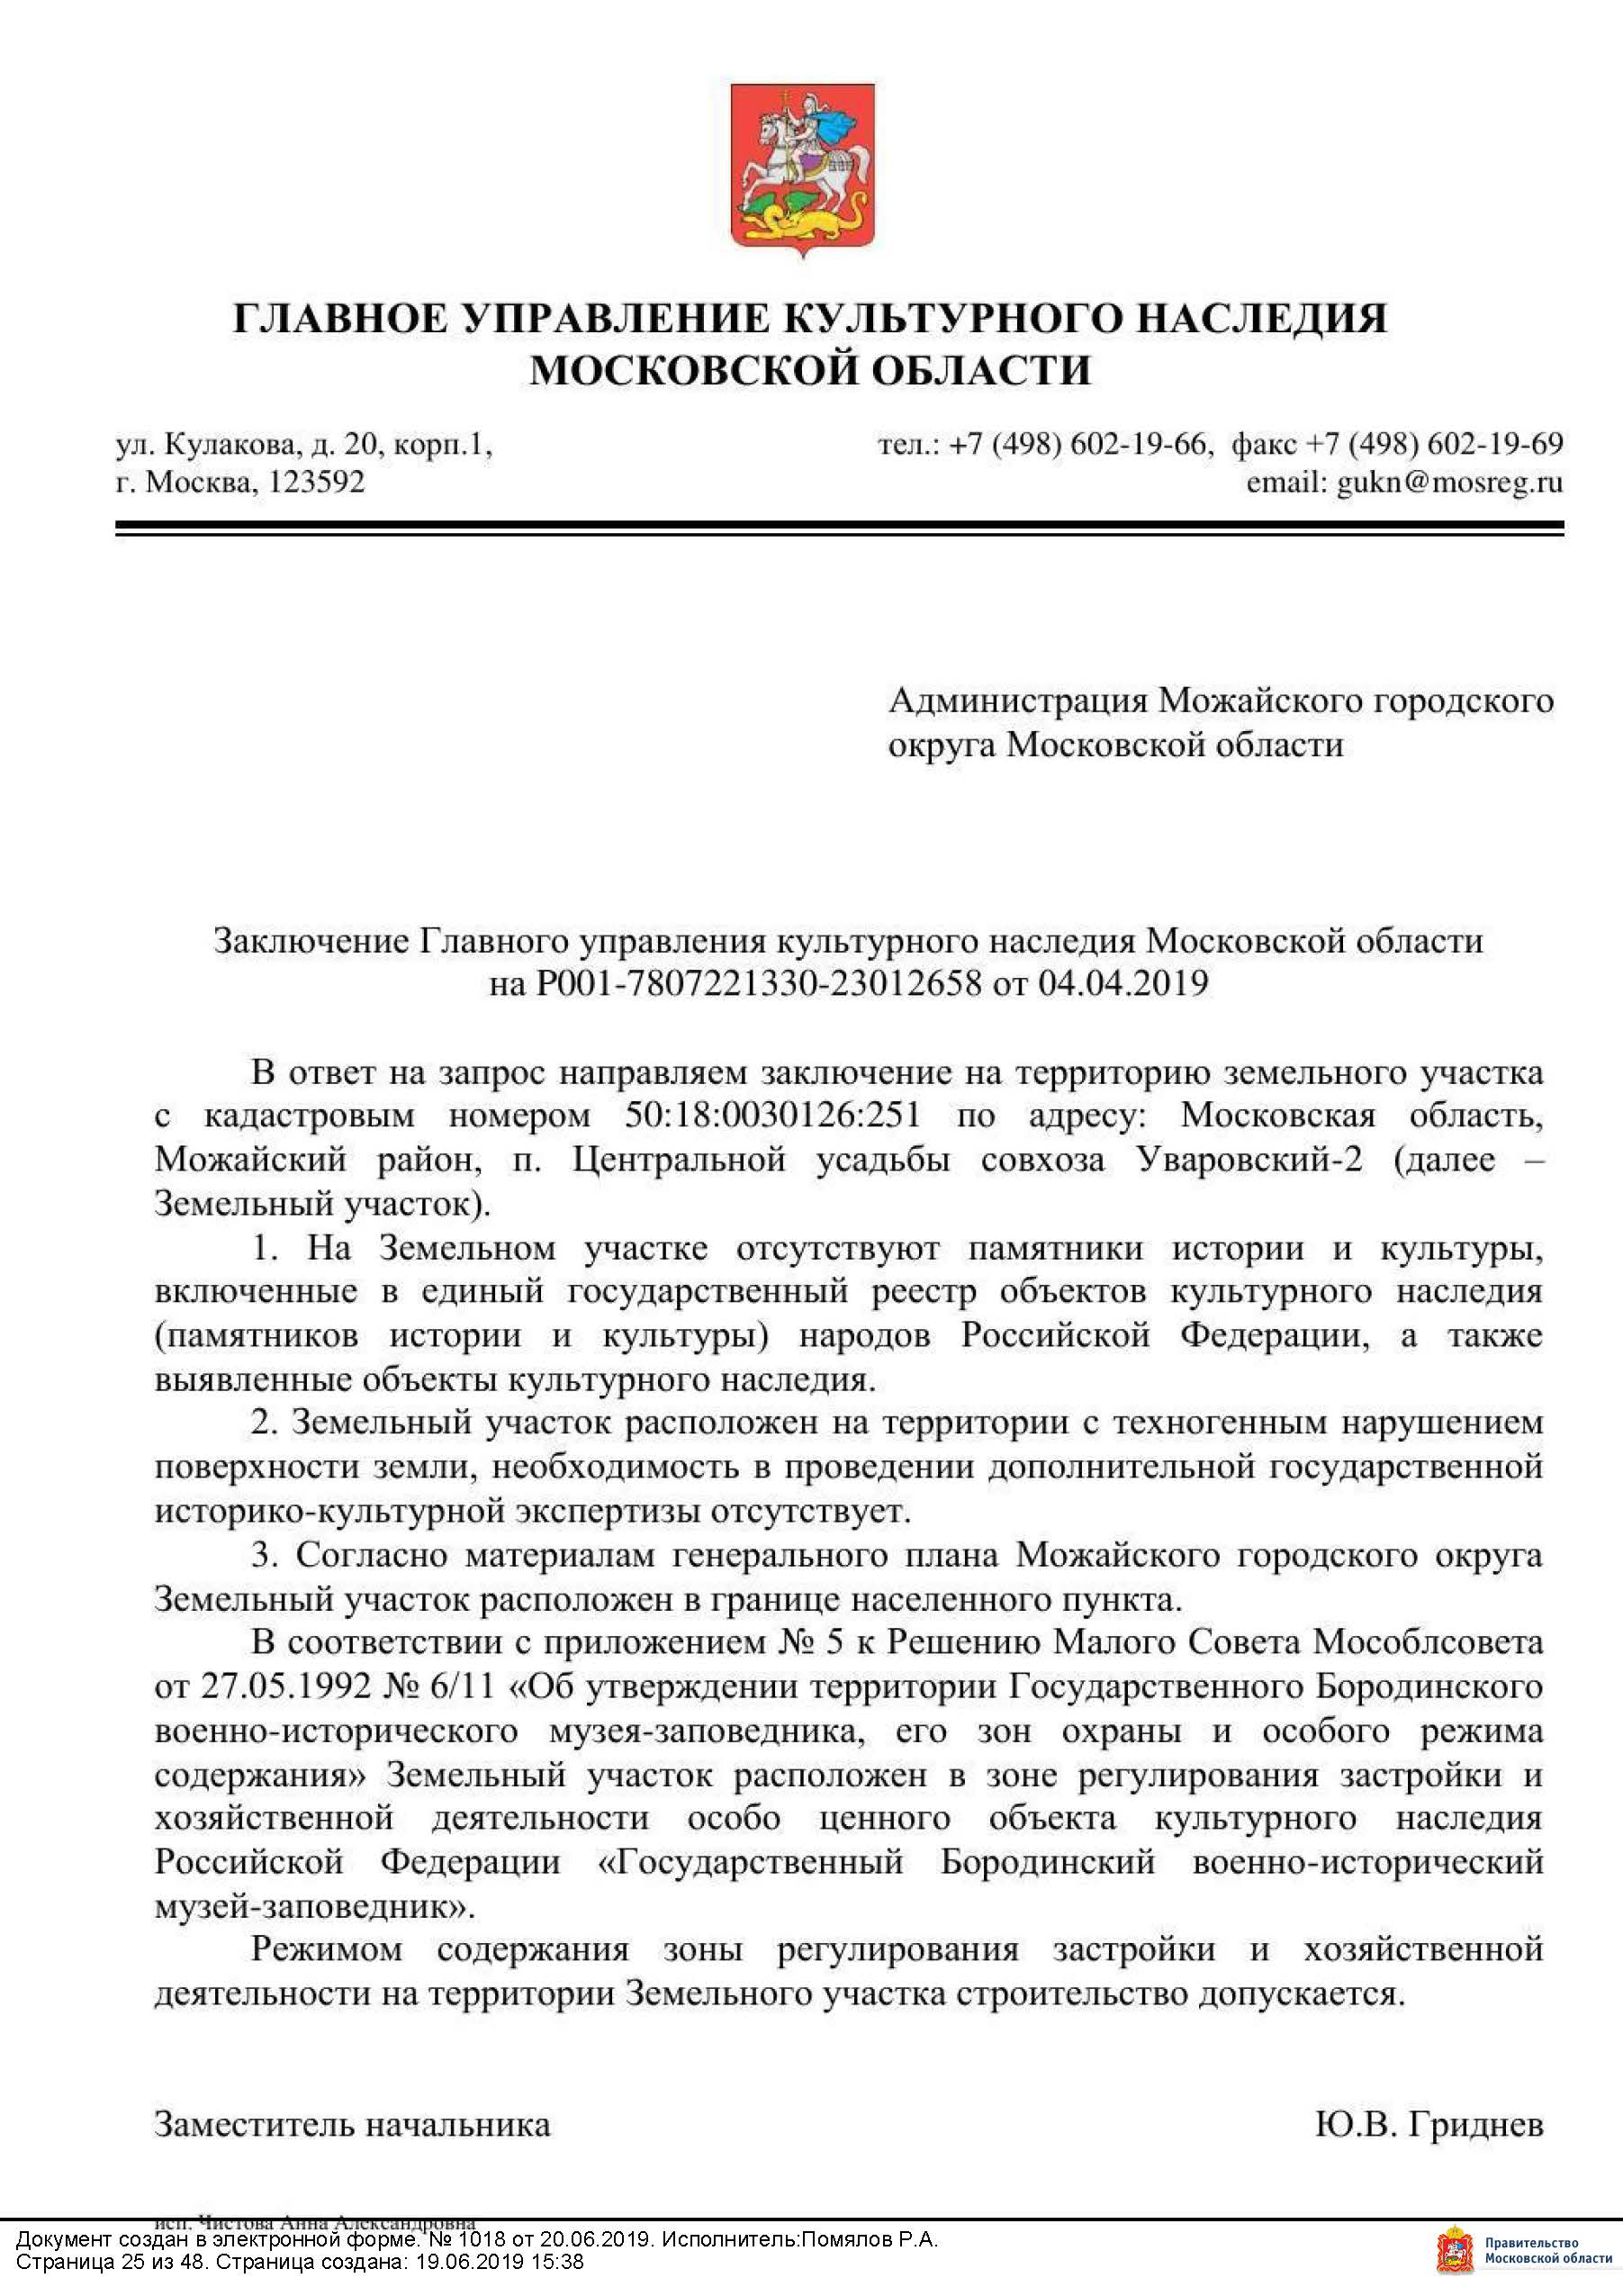 ГЛАВНОЕ УПРАВЛЕНИЕ КУЛЬТУРНОГО НАСЛЕДИЯ
МОСКОВСКОЙ ОБЛАСТИ
ул. Кулакова, д. 20, корп.1,
г. Москва, 123592
тел.: +7 (498) 602-19-66, факс +7 (498) 602-19-69
email: gukn@mosreg.ru
Администрация Можайского городского
округа Московской области
Заключение Главного управления культурного наследия Московской области
на P001-7807221330-23012658 от 04.04.2019
В ответ на запрос направляем заключение на территорию земельного участка
с кадастровым номером 50:18:0030126:251 по адресу: Московская область,
Можайский район, п. Центральной усадьбы совхоза Уваровский-2 (далее –
Земельный участок).
1. На Земельном участке отсутствуют памятники истории и культуры,
включенные в единый государственный реестр объектов культурного наследия
(памятников истории и культуры) народов Российской Федерации, а также
выявленные объекты культурного наследия.
2. Земельный участок расположен на территории с техногенным нарушением
поверхности земли, необходимость в проведении дополнительной государственной
историко-культурной экспертизы отсутствует.
3. Согласно материалам генерального плана Можайского городского округа
Земельный участок расположен в границе населенного пункта.
В соответствии с приложением № 5 к Решению Малого Совета Мособлсовета
от 27.05.1992 № 6/11 «Об утверждении территории Государственного Бородинского
военно-исторического музея-заповедника, его зон охраны и особого режима
содержания» Земельный участок расположен в зоне регулирования застройки и
хозяйственной деятельности особо ценного объекта культурного наследия
Российской Федерации «Государственный Бородинский военно-исторический
музей-заповедник».
Режимом содержания зоны регулирования застройки и хозяйственной
деятельности на территории Земельного участка строительство допускается.
Заместитель начальника
Ю.В. Гриднев
исп. Чистова Анна Александровна
Документ создан в электронной форме. № 1018 от 20.06.2019. Исполнитель:Помялов Р.А.
Страница 25 из 48. Страница создана: 19.06.2019 15:38
Правительство
Московской области